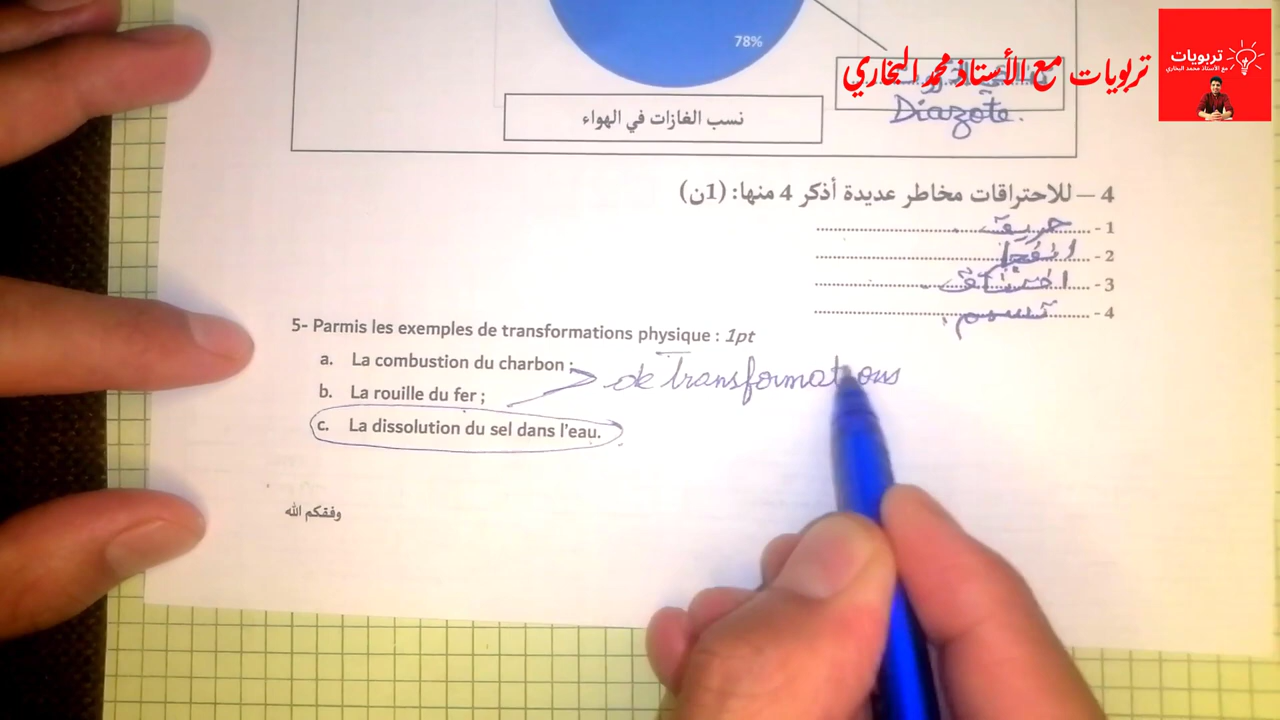 تربويات مع الأستاذ محمد البخاري
تربويات
مع الأستاذ محمد البخاري
78%
Diazote.
نسب الغازات في الهواء
4 – للاحتراقات مخاطر عديدة أذكر 4 منها: (1ن)
1 - حريق
2 -
3 - اختناق
4 - تسمم
5- Parmis les exemples de transformations physique : 1pt
a. La combustion du charbon ;
de transformations
b. La rouille du fer ;
c. La dissolution du sel dans l'eau.
وفقكم الله